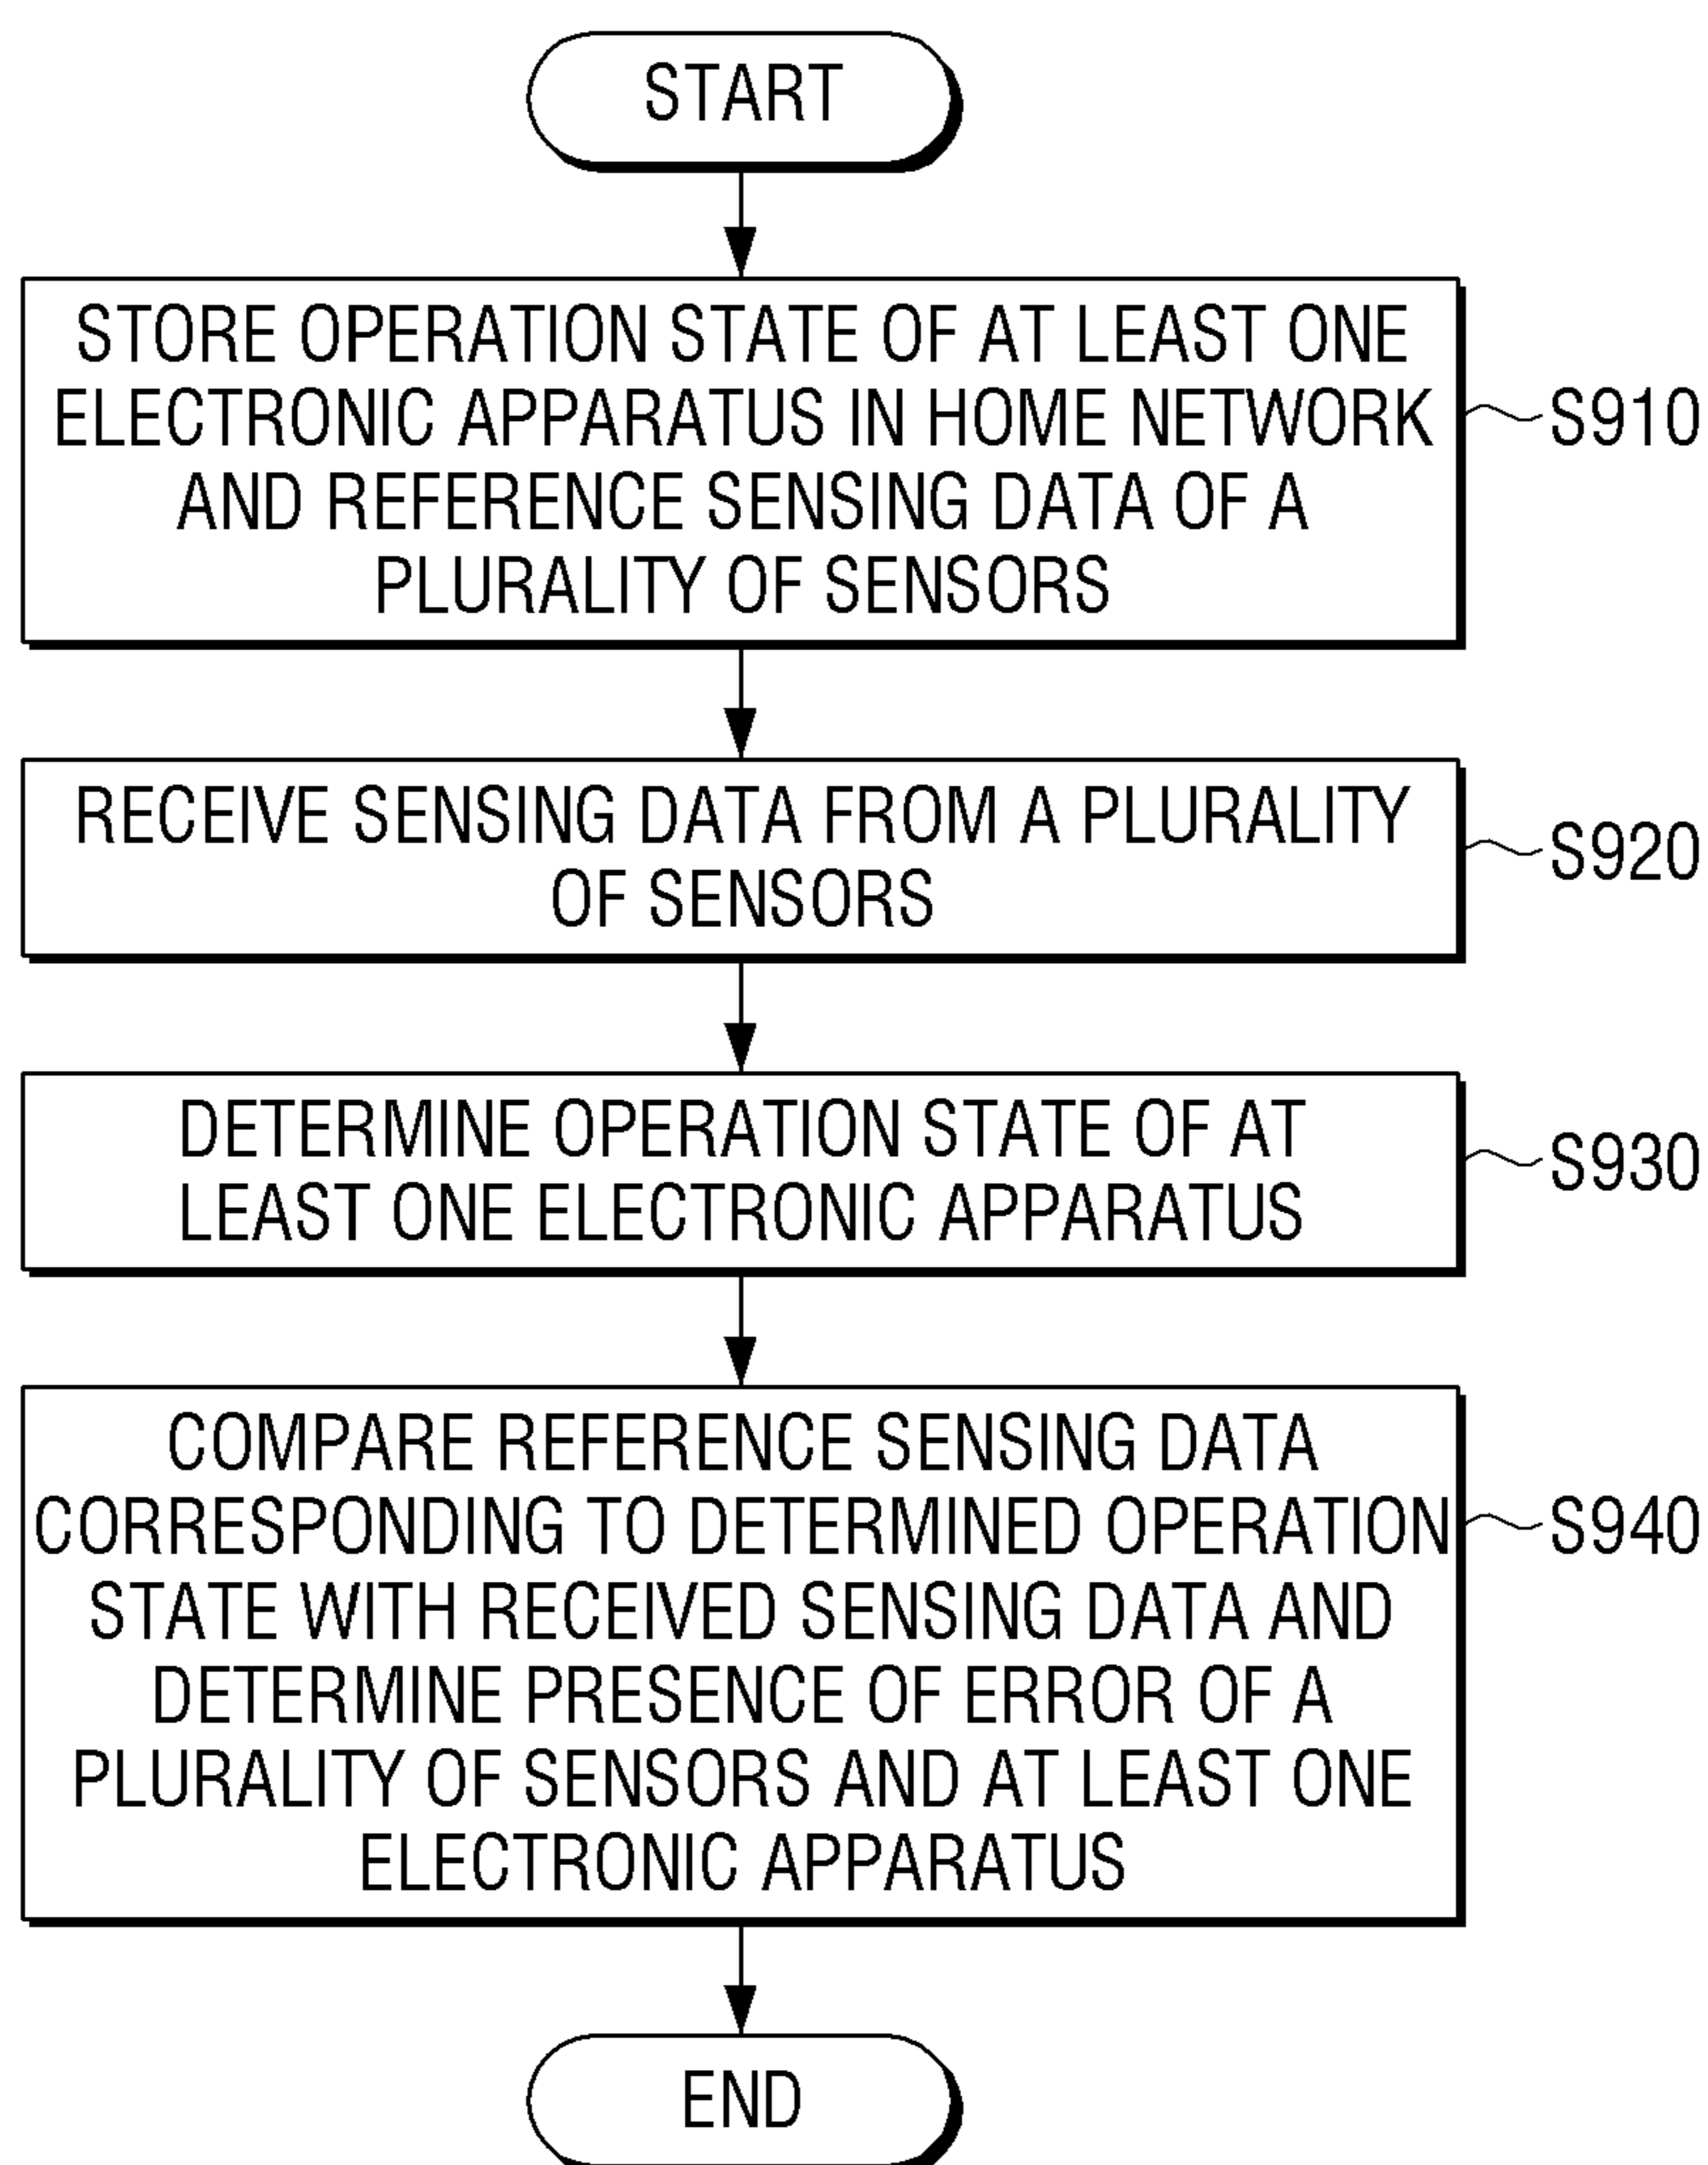 START
STORE OPERATION STATE OF AT LEAST ONE
ELECTRONIC APPARATUS IN HOME NETWORK
AND REFERENCE SENSING DATA OF A
PLURALITY OF SENSORS
S910
RECEIVE SENSING DATA FROM A PLURALITY
OF SENSORS
S920
DETERMINE OPERATION STATE OF AT
LEAST ONE ELECTRONIC APPARATUS
S930
COMPARE REFERENCE SENSING DATA
CORRESPONDING TO DETERMINED OPERATION
STATE WITH RECEIVED SENSING DATA AND
DETERMINE PRESENCE OF ERROR OF A
PLURALITY OF SENSORS AND AT LEAST ONE
ELECTRONIC APPARATUS
S940
END